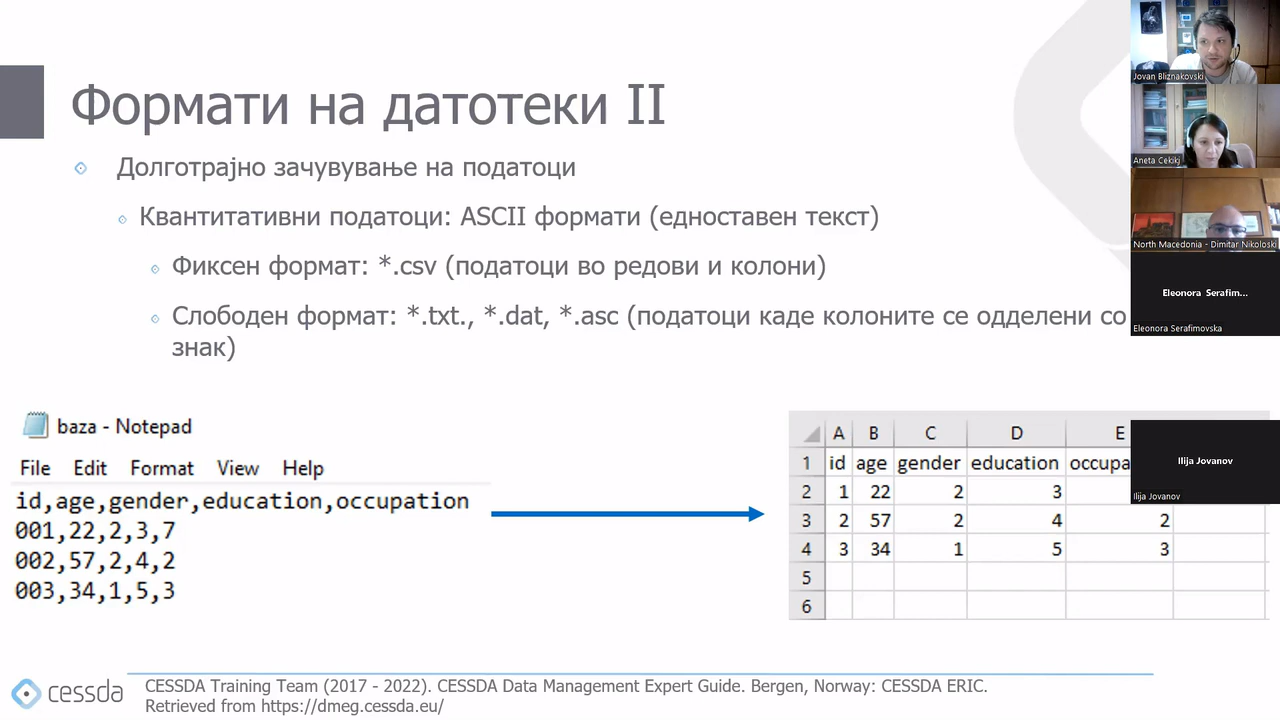 Формати на датотеки II
Долготрајно зачувување на податоци
Квантитативни податоци: ASCII формати (едноставен текст)
Фиксен формат: *.csv (податоци во редови и колони)
Слободен формат: *.txt., *.dat, *.asc (податоци каде колоните се одделени со
знак)
baza - Notepad
File Edit Format View Help
id,age,gender,education,occupation
001,22,2,3,7
002,57,2,4,2
003,34,1,5,3
A B C D E
1 id age gender education occupa
2 1 22 2 3
3 2 57 2 4 2
4 3 34 1 5 3
5
6
cessda
CESSDA Training Team (2017 - 2022). CESSDA Data Management Expert Guide. Bergen, Norway: CESSDA ERIC.
Retrieved from https://dmeg.cessda.eu/
Jovan Bliznakovski
Aneta Cekikj
North Macedonia - Dimitar Nikoloski
Eleonora Serafim...
Eleonora Serafimovska
Ilija Jovanov
Ilija Jovanov